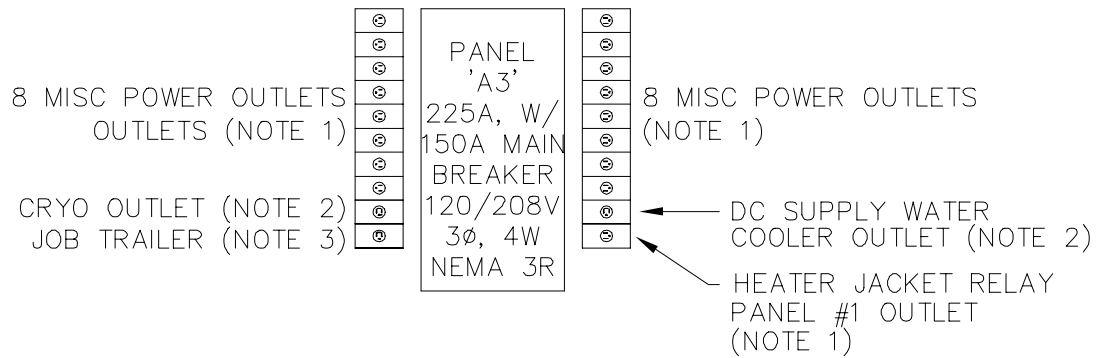 8 MISC POWER OUTLETS
OUTLETS (NOTE 1)
CRYO OUTLET (NOTE 2)
JOB TRAILER (NOTE 3)
PANEL
'A3'
225A, W/
150A MAIN
BREAKER
120/208V
3ø, 4W
NEMA 3R
8 MISC POWER OUTLETS
(NOTE 1)
DC SUPPLY WATER
COOLER OUTLET (NOTE 2)
HEATER JACKET RELAY
PANEL #1 OUTLET
(NOTE 1)